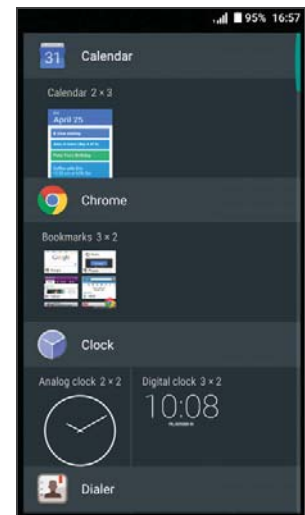 95% 16:57
31 Calendar
Calendar 2 × 3
April 25
Chrome
Bookmarks 3 × 2
Google
Clock
Analog clock 2 × 2 Digital clock 3 × 2
10:08
Dialer